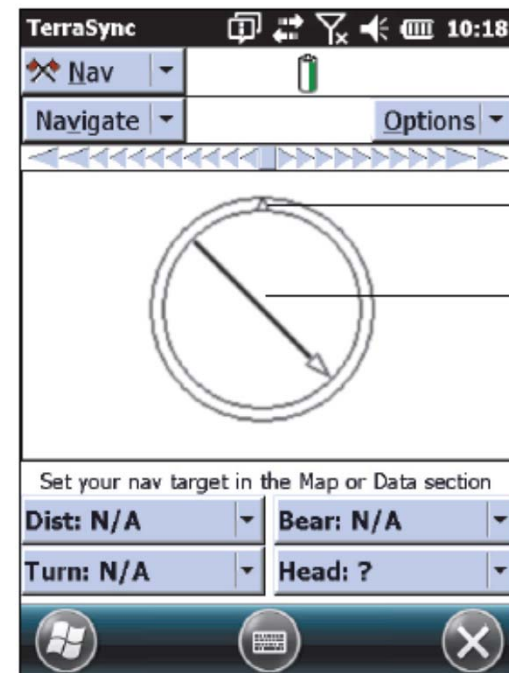 TerraSync 10:18
Nav
Navigate Options
Set your nav target in the Map or Data section
Dist: N/A Bear: N/A
Turn: N/A Head: ?